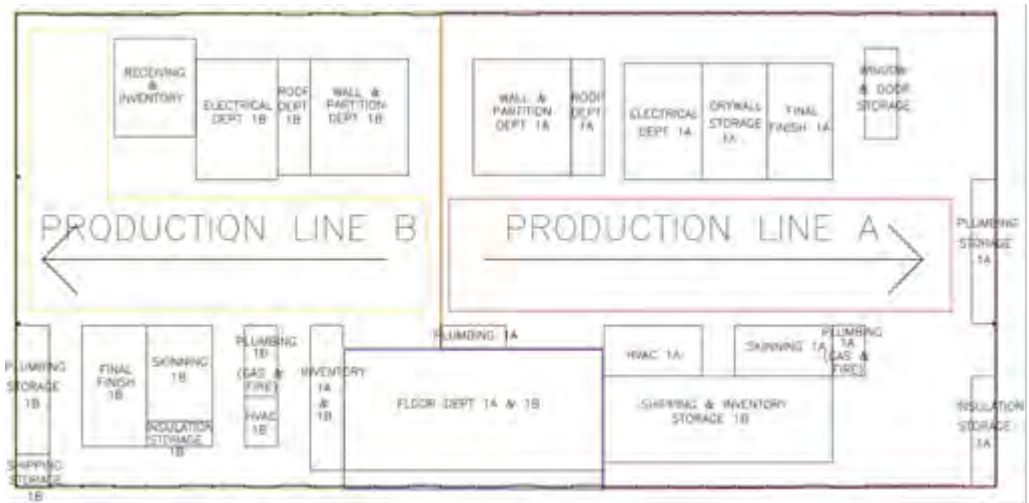 RECEIVING
&
INVENTORY
ELECTRICAL
DEPT 1B
ROOF
DEPT
1B
WALL &
PARTITION
DEPT 1B
WALL &
PARTITION
DEPT 1A
ROOF
DEPT
1A
ELECTRICAL
DEPT 1A
DRYWALL
STORAGE
1A
FINAL
FINISH 1A
WINDOW
& DOOR
STORAGE
PRODUCTION LINE B
PRODUCTION LINE A
PLUMBING
STORAGE
1A
PLUMBING
STORAGE
1B
SHIPPING
STORAGE
1B
FINAL
FINISH
1B
SKINNING
1B
INSULATION
STORAGE
1B
PLUMBING
1B
(GAS &
FIRE)
HVAC
1B
INVENTORY
1A
&
1B
PLUMBING 1A
FLOOR DEPT 1A & 1B
HVAC 1A
SKINNING 1A
PLUMBING
1A
(GAS &
FIRE)
SHIPPING & INVENTORY
STORAGE 1B
INSULATION
STORAGE
1A